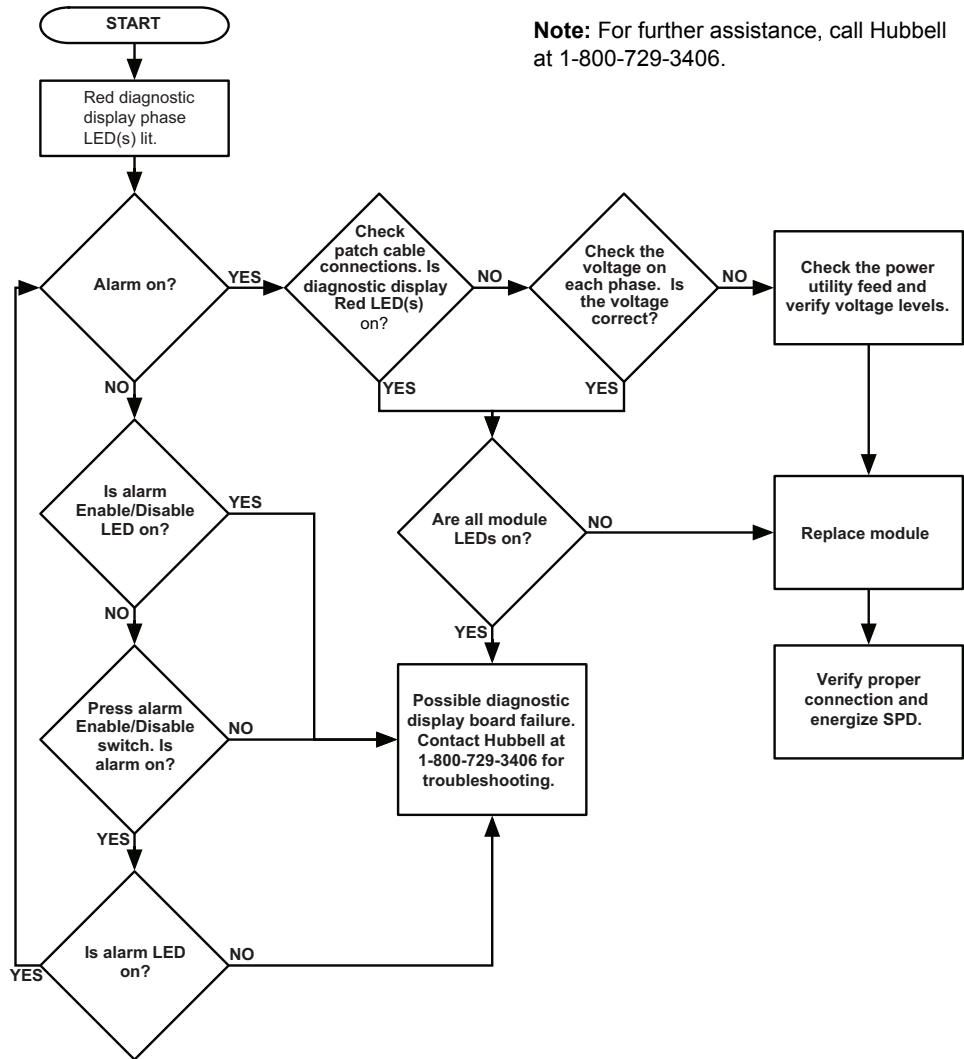 START
Note: For further assistance, call Hubbell
at 1-800-729-3406.
Red diagnostic
display phase
LED(s) lit.
Alarm on?
YES
Check
patch cable
connections. Is
diagnostic display
Red LED(s)
on?
NO
Check the
voltage on
each phase. Is
the voltage
correct?
NO
Check the power
utility feed and
verify voltage levels.
NO
YES
YES
Is alarm
Enable/Disable
LED on?
YES
Are all module
LEDs on?
NO
Replace module
NO
YES
Press alarm
Enable/Disable
switch. Is
alarm on?
NO
Possible diagnostic
display board failure.
Contact Hubbell at
1-800-729-3406 for
troubleshooting.
Verify proper
connection and
energize SPD.
YES
Is alarm LED
on?
NO
YES